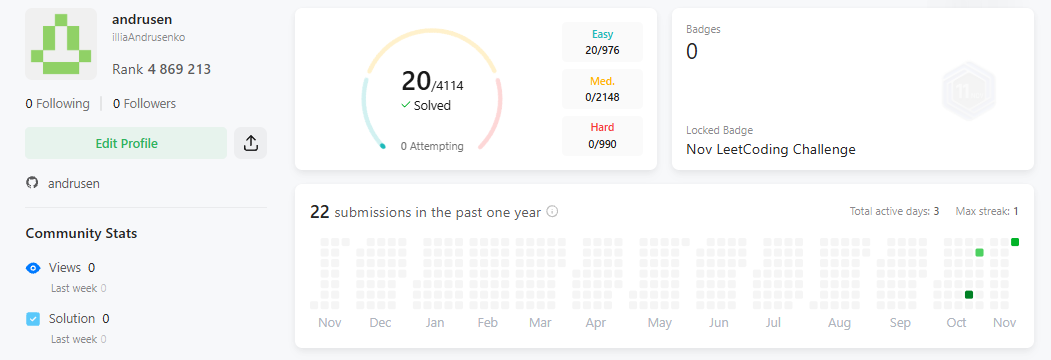 andrusen
illiaAndrusenko
Rank 4 869 213
0 Following
0 Followers
Edit Profile
andrusen
Community Stats
Views 0
Last week 0
Solution 0
Last week 0
20/4114
Solved
0 Attempting
Easy
20/976
Med.
0/2148
Hard
0/990
Badges
0
Locked Badge
Nov LeetCoding Challenge
22 submissions in the past one year
Total active days: 3
Max streak: 1
Nov Dec Jan Feb Mar Apr May Jun Jul Aug Sep Oct Nov